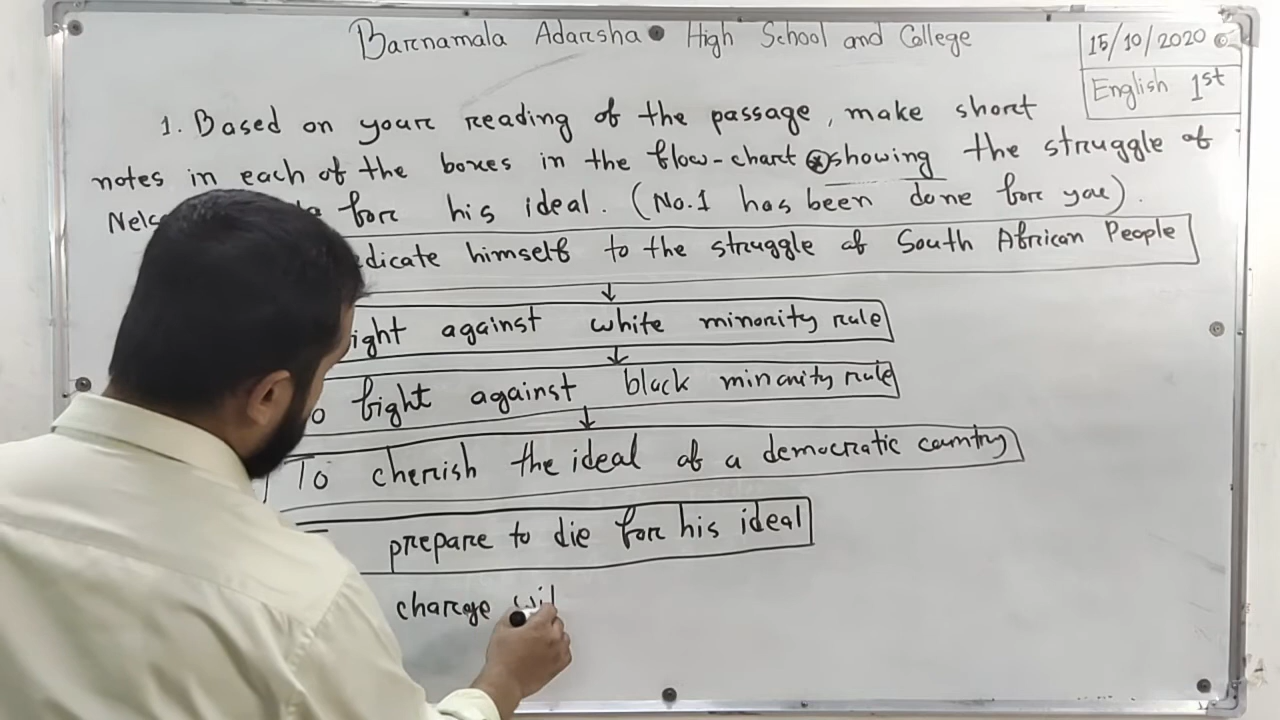 Barnamala Adarsha High School and College
15/10/2020
English 1st
1. Based on your reading of the passage, make short
notes in each of the boxes in the flow-chart showing the struggle of
for his ideal. (No.1 has been done for you).
himself to the struggle of South African People
against white minority rule
fight against black minority rule
To cherish the ideal of a democratic country
prepare to die for his ideal
charge